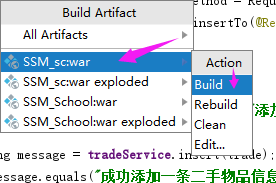 ethod = Requ
Build Artifact
insertTo(@Re
All Artifacts
SSM_sc:war
Action
SSM_sc:war exploded
Build
SSM_School:war
Rebuild
添加
SSM_School:war exploded
Clean
Edit...
ng message = tradeService.insert(trade);
essage.equals("成功添加一条二手物品信息